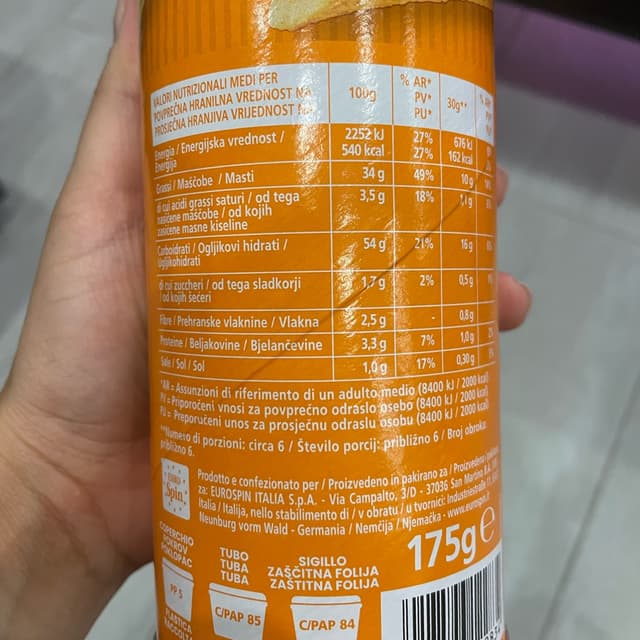 VALORI NUTRIZIONALI MEDI PER
POVPREČNA HRANILNA VREDNOST NA
PROSJEČNA HRANJIVA VRIJEDNOST NA
100g
% AR*
PV*
PU*
30g**
Energia / Energijska vrednost /
Energija
2252 kJ 27% 676 kJ
540 kcal 27% 162 kcal
Grassi / Maščobe / Masti 34 g 49% 10 g
di cui acidi grassi saturi / od tega
nasičene maščobe / od kojih
zasićene masne kiseline
3,5 g 18% 1,1 g
Carboidrati / Ogljikovi hidrati /
Ugljikohidrati
54 g 21% 16 g
di cui zuccheri / od tega sladkorji
/ od kojih šećeri
1,7 g 2% 0,5 g
Fibre / Prehranske vlaknine / Vlakna 2,5 g - 0,8 g
Proteine / Beljakovine / Bjelančevine 3,3 g 7% 1,0 g
Sale / Sol / Sol 1,0 g 17% 0,30 g
*AR = Assunzioni di riferimento di un adulto medio (8400 kJ / 2000 kcal)
PV = Priporočeni vnosi za povprečno odraslo osebo (8400 kJ / 2000 kcal)
PU = Preporučeni unos za prosječnu odraslu osobu (8400 kJ / 2000 kcal)
**Numero di porzioni: circa 6 / Število porcij: približno 6 / Broj obroka:
približno 6.
EURO
Spin
Prodotto e confezionato per / Proizvedeno in pakirano za / Proizvedeno
za: EUROSPIN ITALIA S.p.A. - Via Campalto, 3/D - 37036 San Martino B.A.
Italia / Italija, nello stabilimento di / v obratu / u tvornici: Industriestraße
Neunburg vorm Wald - Germania / Nemčija / Njemačka - www.eurospin.it
175g e
COPERCHIO
POKROV
POKLOPAC
PP 5
PLASTICA
RACCOLTA
TUBO
TUBA
TUBA
C/PAP 85
SIGILLO
ZAŠČITNA FOLIJA
ZAŠTITNA FOLIJA
C/PAP 84